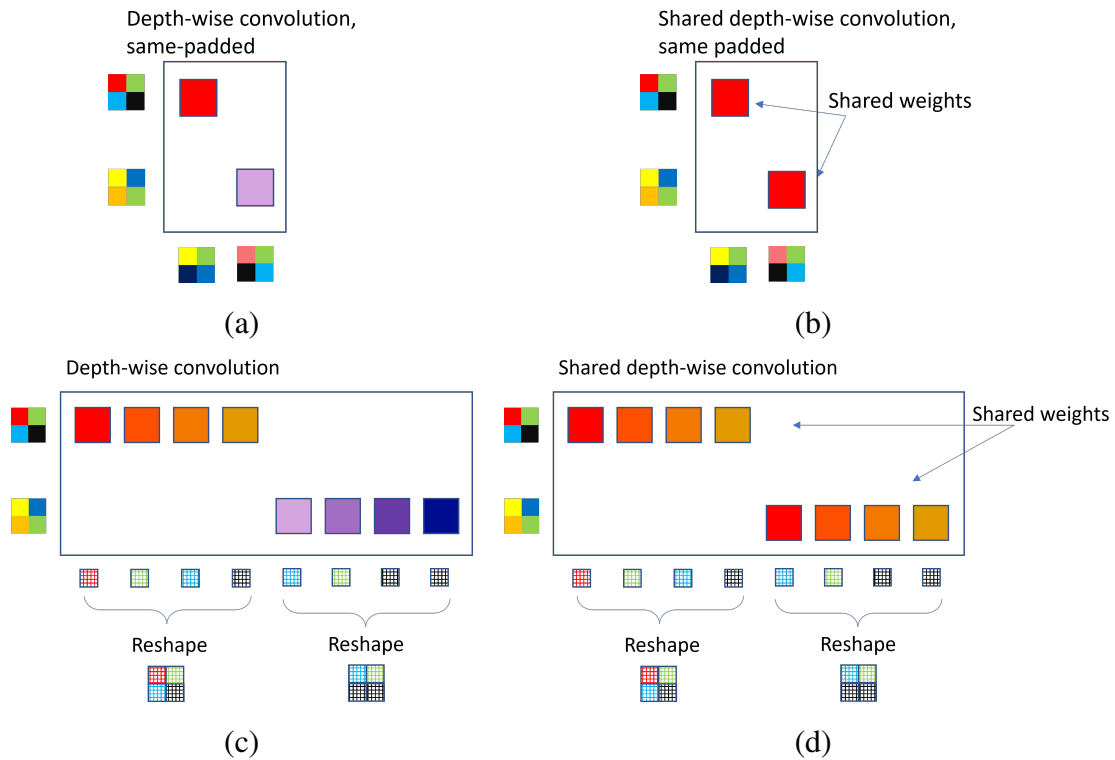 Depth-wise convolution,
same-padded
Shared depth-wise convolution,
same padded
Shared weights
(a)
(b)
Depth-wise convolution
Shared depth-wise convolution
Shared weights
Reshape
Reshape
Reshape
Reshape
(c)
(d)